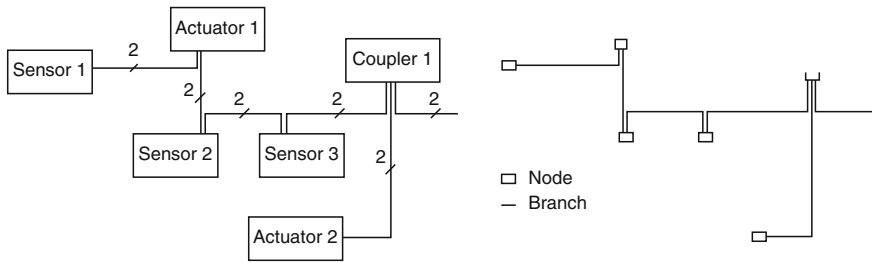 Actuator 1
2
Coupler 1
Sensor 1
2
2
2
2
Sensor 2
Sensor 3
2
Actuator 2
Node
Branch